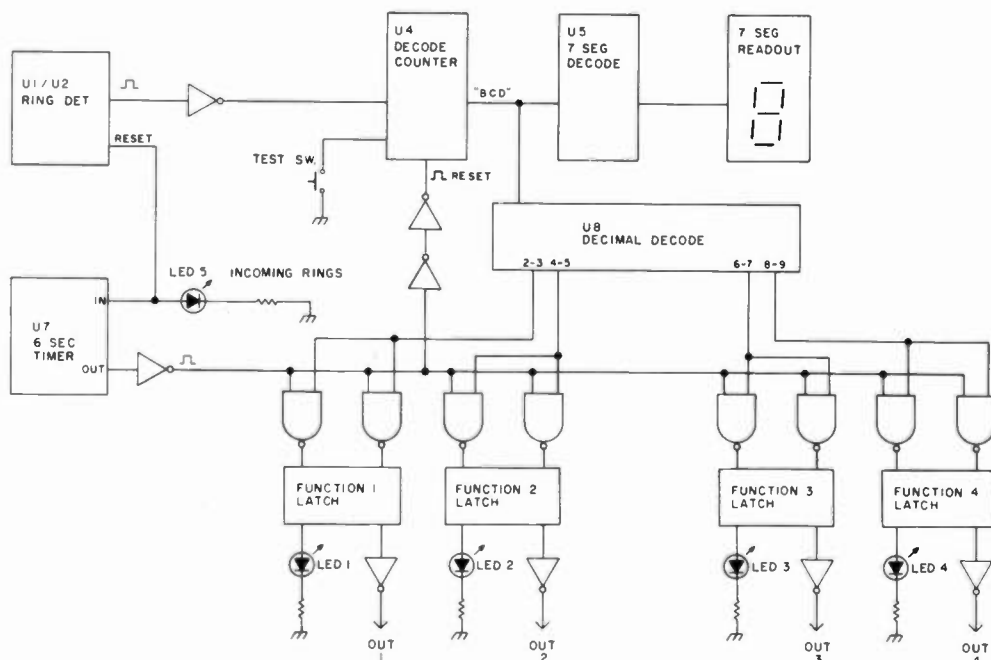 U1/U2
RING DET
RESET
U4
DECODE
COUNTER
"BCD"
U5
7 SEG
DECODE
7 SEG
READOUT
TEST SW.
RESET
U8
DECIMAL DECODE
2-3 4-5
6-7 8-9
LED 5
INCOMING RINGS
IN
U7
6 SEC
TIMER
OUT
FUNCTION 1
LATCH
FUNCTION 2
LATCH
FUNCTION 3
LATCH
FUNCTION 4
LATCH
LED 1
LED 2
LED 3
LED 4
OUT
1
OUT
2
OUT
3
OUT
4